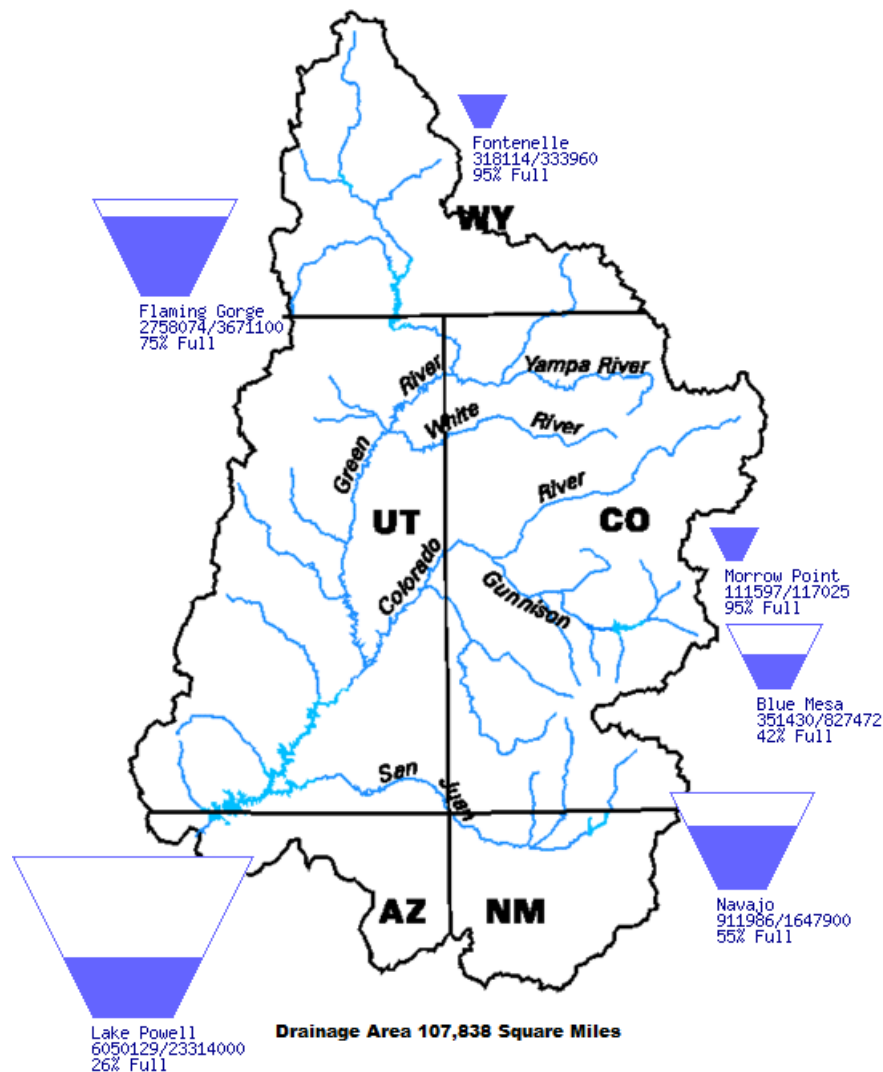 Fontenelle
318114/333960
95% Full
WY
Flaming Gorge
2758074/3671100
75% Full
River
Yampa River
White
River
Green
River
UT
CO
Colorado
Gunnison
Morrow Point
111597/117025
95% Full
Blue Mesa
351430/827472
42% Full
San
Juan
Navajo
911986/1647900
55% Full
AZ
NM
Lake Powell
6050129/23314000
26% Full
Drainage Area 107,838 Square Miles